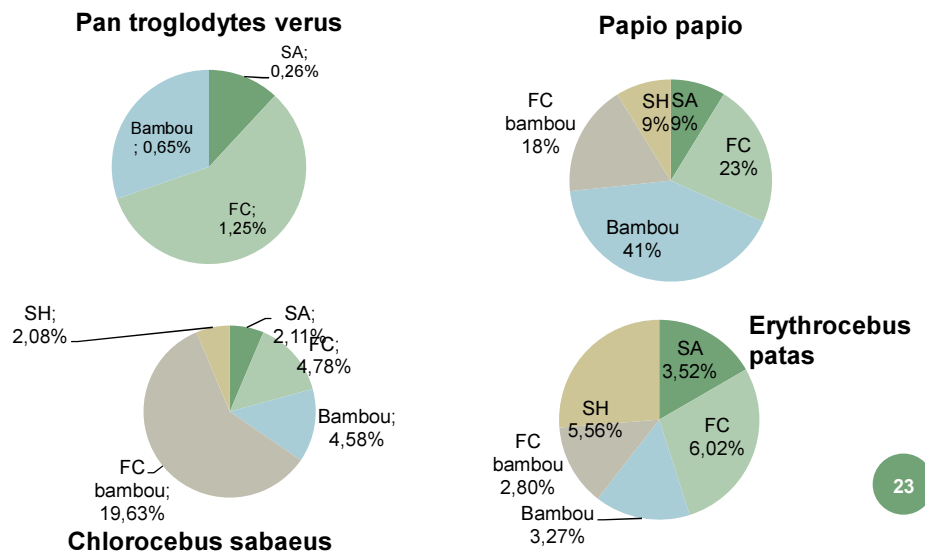 Pan troglodytes verus
SA;
0,26%
Bambou
; 0,65%
FC;
1,25%
Papio papio
SH
9%
SA
9%
FC
23%
Bambou
41%
FC
bambou
18%
SH;
2,08%
SA;
2,11%
FC;
4,78%
Bambou;
4,58%
FC
bambou;
19,63%
Chlorocebus sabaeus
Erythrocebus
patas
SA
3,52%
FC
6,02%
SH
5,56%
FC
bambou
2,80%
Bambou
3,27%
23